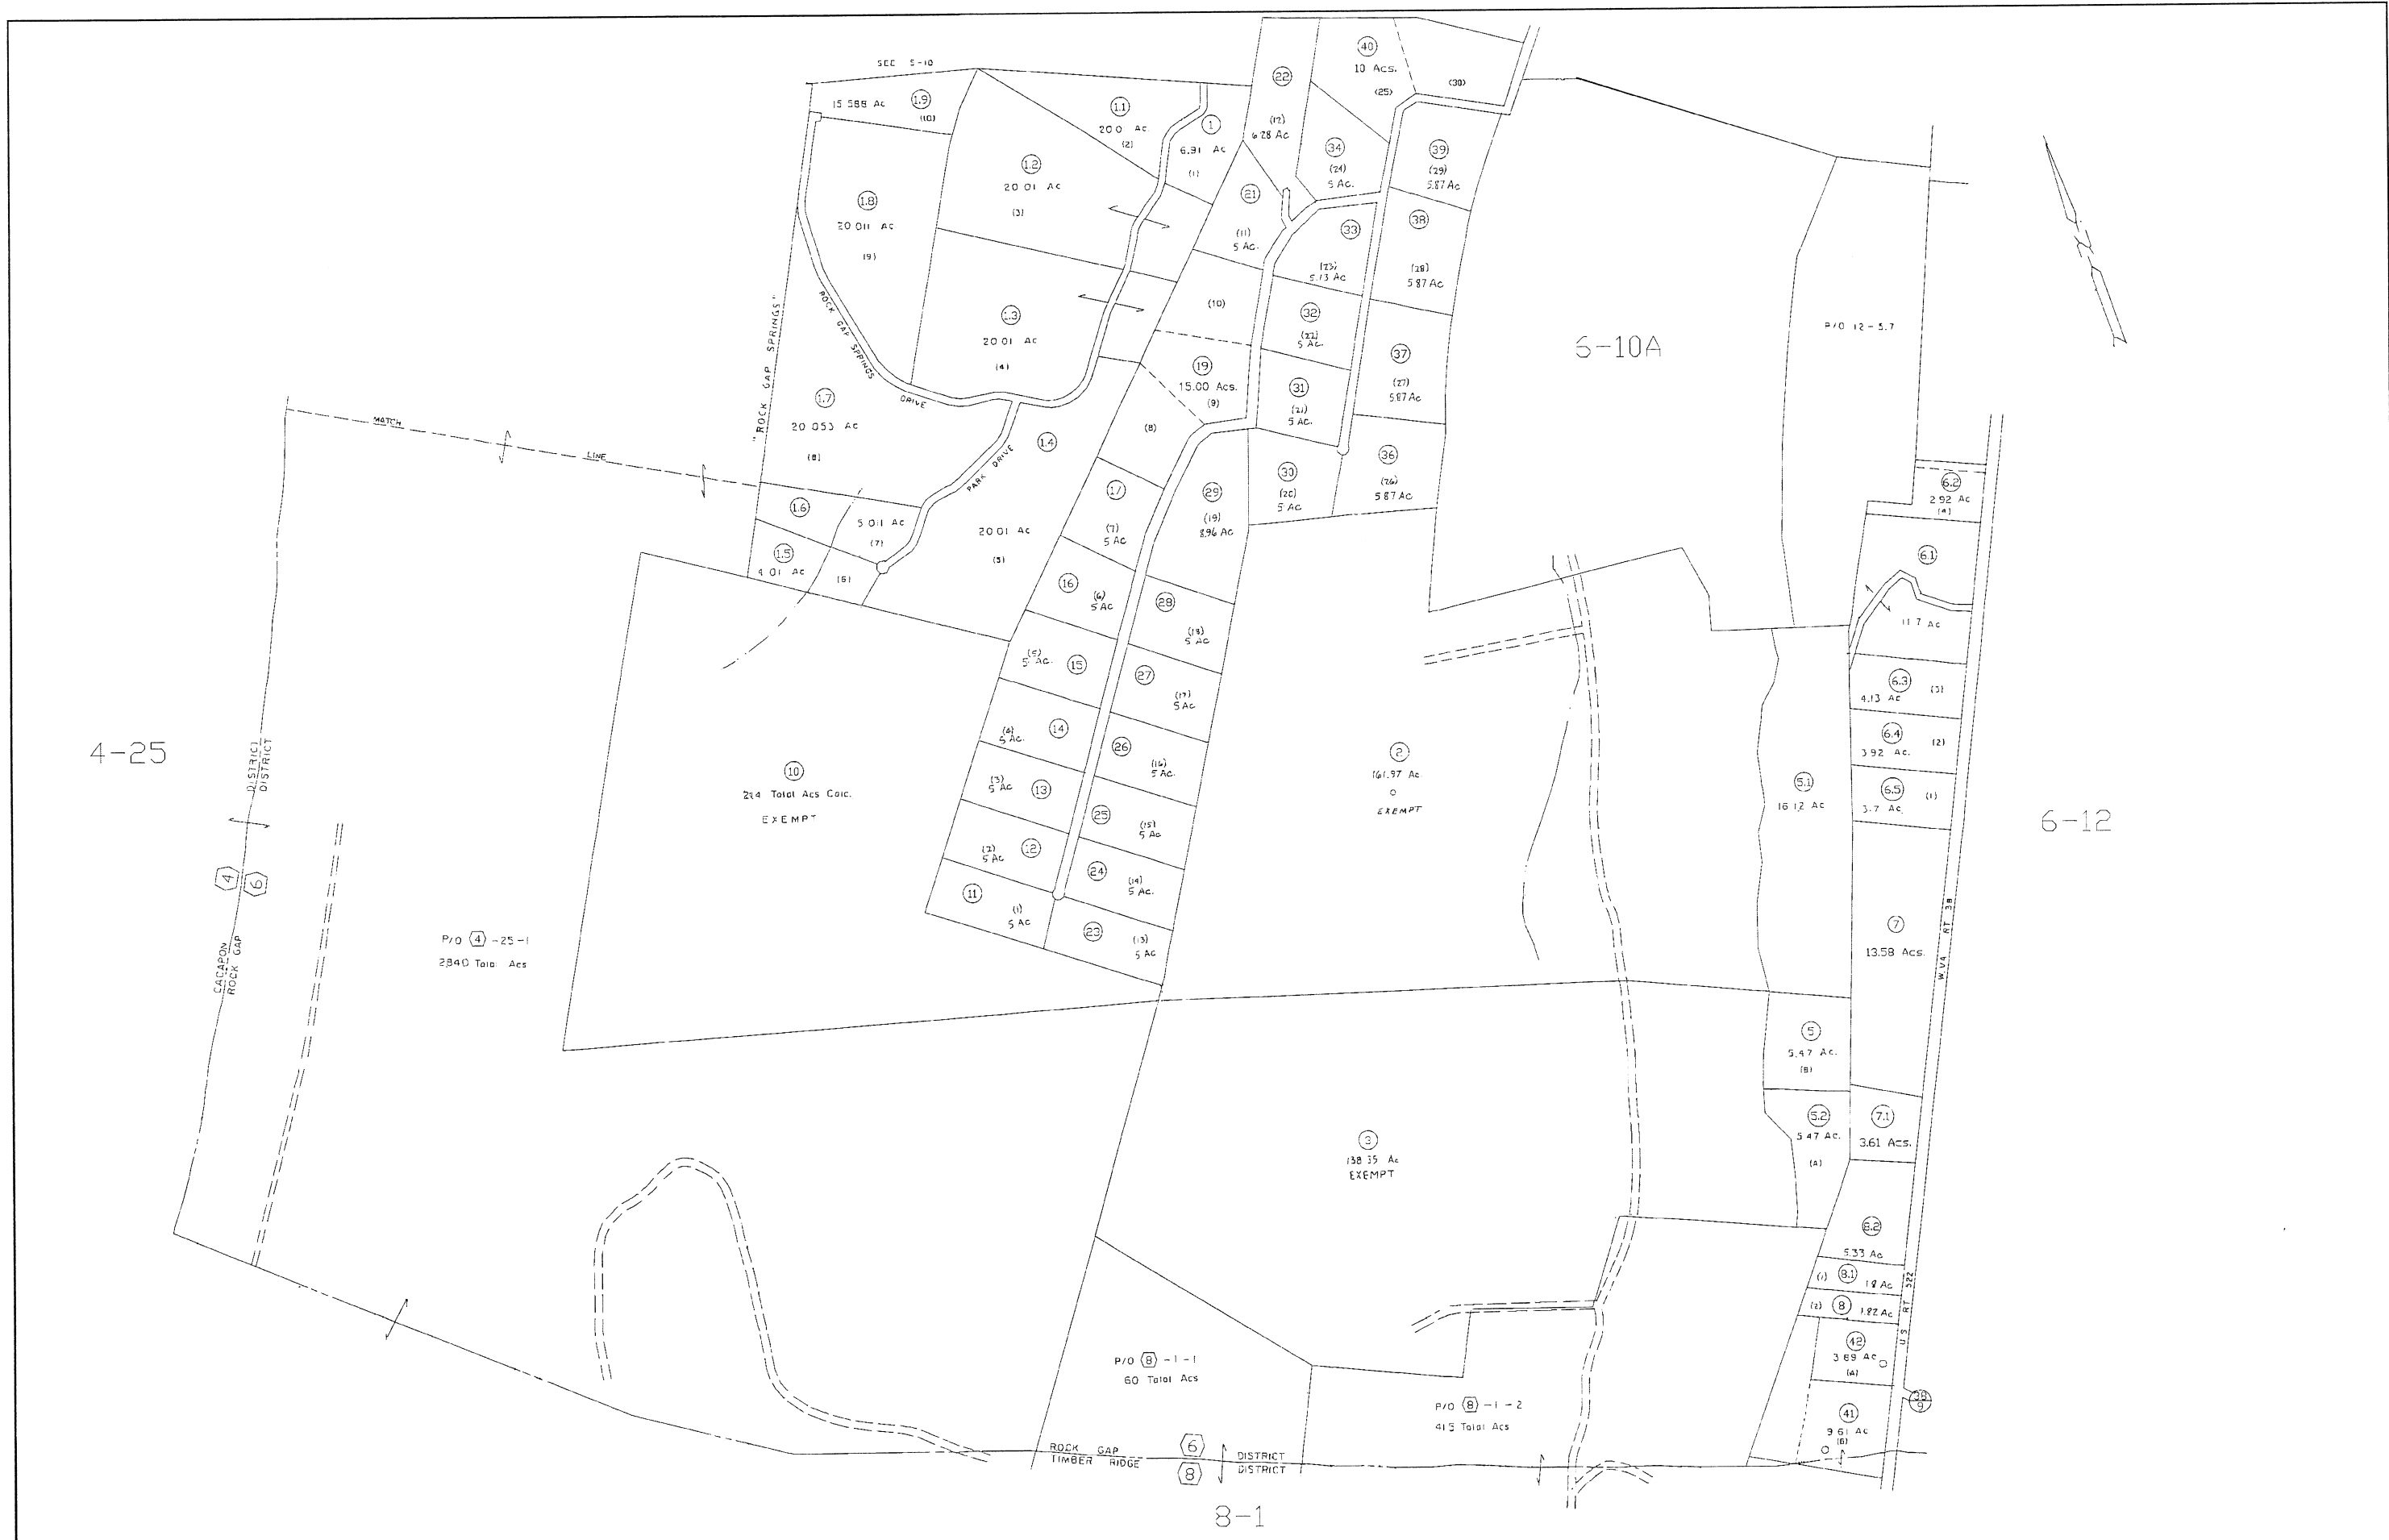 SEE 5-10
15.588 Ac
1.9
(10)
1.1
20.0 Ac.
(2)
1
6.91 Ac
(1)
22
(12)
6.28 Ac
40
10 Acs.
(25)
(30)
1.2
20.01 Ac
(3)
1.8
20.011 Ac
(9)
21
(11)
5 Ac.
34
(24)
5 Ac.
39
(29)
5.87 Ac
33
(23)
5.13 Ac
38
(28)
5.87 Ac
(10)
32
(22)
5 Ac.
37
(27)
5.87 Ac
6-10A
P/O 12-5.7
1.3
20.01 Ac
(4)
19
15.00 Acs.
(9)
31
(21)
5 Ac.
"ROCK GAP SPRINGS"
ROCK GAP SPRINGS
DRIVE
1.7
20.053 Ac
(8)
MATCH
LINE
PARK DRIVE
1.4
20.01 Ac
(5)
(8)
30
(20)
5 Ac
36
(26)
5.87 Ac
29
(19)
8.96 Ac
17
(7)
5 Ac
1.6
5.011 Ac
(7)
1.5
4.01 Ac
(6)
16
(6)
5 Ac
28
(18)
5 Ac
15
(5)
5 Ac.
27
(17)
5 Ac
14
(4)
5 Ac.
26
(16)
5 Ac.
13
(3)
5 Ac
25
(15)
5 Ac
12
(2)
5 Ac
24
(14)
5 Ac.
11
(1)
5 Ac
23
(13)
5 Ac
6.2
2.92 Ac
(4)
6.1
11.7 Ac
6.3
4.13 Ac
(3)
6.4
3.92 Ac.
(2)
6.5
3.7 Ac.
(1)
4-25
DISTRICT
DISTRICT
4
6
CACAPON
ROCK GAP
10
224 Total Acs Calc.
EXEMPT
2
161.97 Ac
EXEMPT
5.1
16.12 Ac
6-12
7
13.58 Acs.
W.VA RT 38
P/O 4 -25-1
2840 Total Acs
5
5.47 Ac.
(B)
5.2
5.47 Ac.
(A)
7.1
3.61 Acs.
3
138.35 Ac
EXEMPT
8.2
5.33 Ac
(1)
8.1
1.8 Ac
(2)
8
1.82 Ac
U.S. RT 522
42
3.89 Ac
(A)
38
9
41
9.61 Ac
(B)
P/O 8 -1-1
60 Total Acs
P/O 8 -1-2
415 Total Acs
ROCK GAP 6 DISTRICT
TIMBER RIDGE 8 DISTRICT
8-1